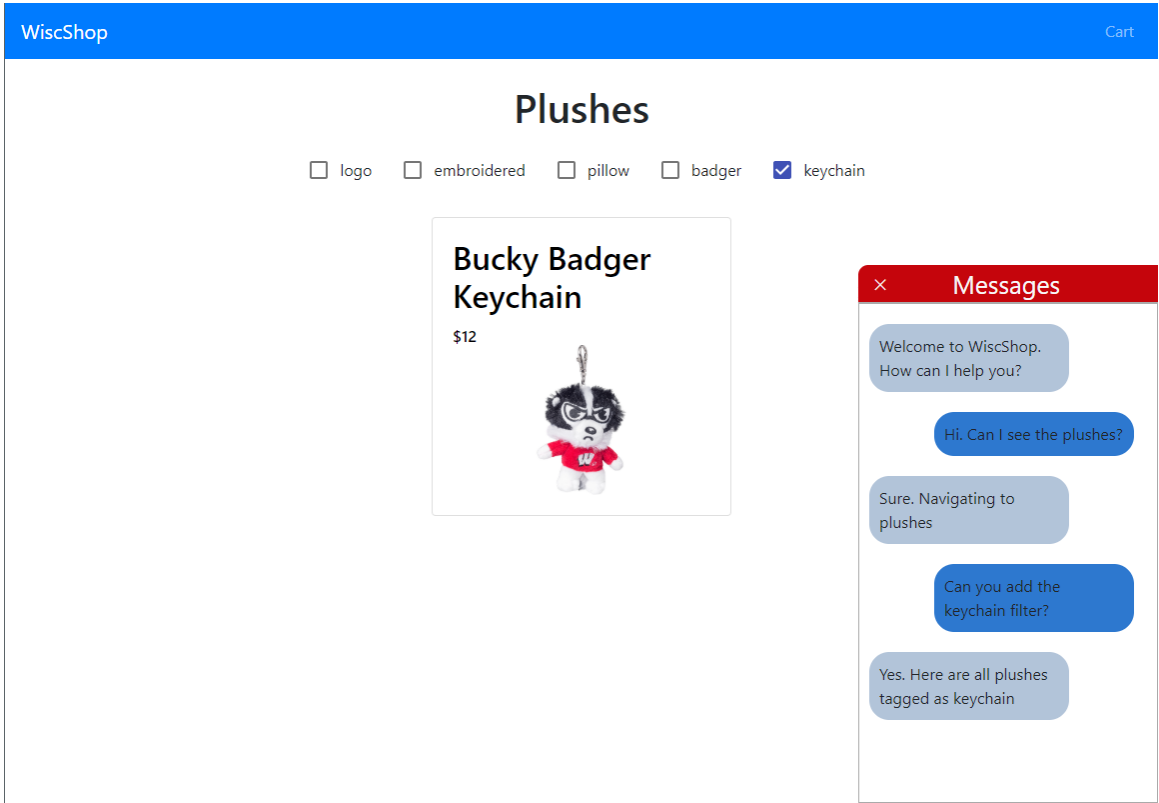 WiscShop
Cart
Plushes
logo
embroidered
pillow
badger
keychain
Bucky Badger
Keychain
$12
W
Messages
Welcome to WiscShop.
How can I help you?
Hi. Can I see the plushes?
Sure. Navigating to
plushes
Can you add the
keychain filter?
Yes. Here are all plushes
tagged as keychain